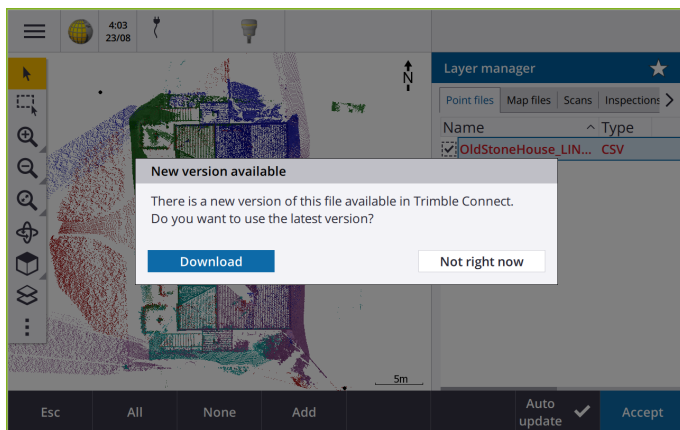 4:03
23/08
N
Layer manager
Point files Map files Scans Inspections
Name Type
OldStoneHouse_LIN... CSV
New version available
There is a new version of this file available in Trimble Connect.
Do you want to use the latest version?
Download Not right now
5m
Esc All None Add Auto update Accept